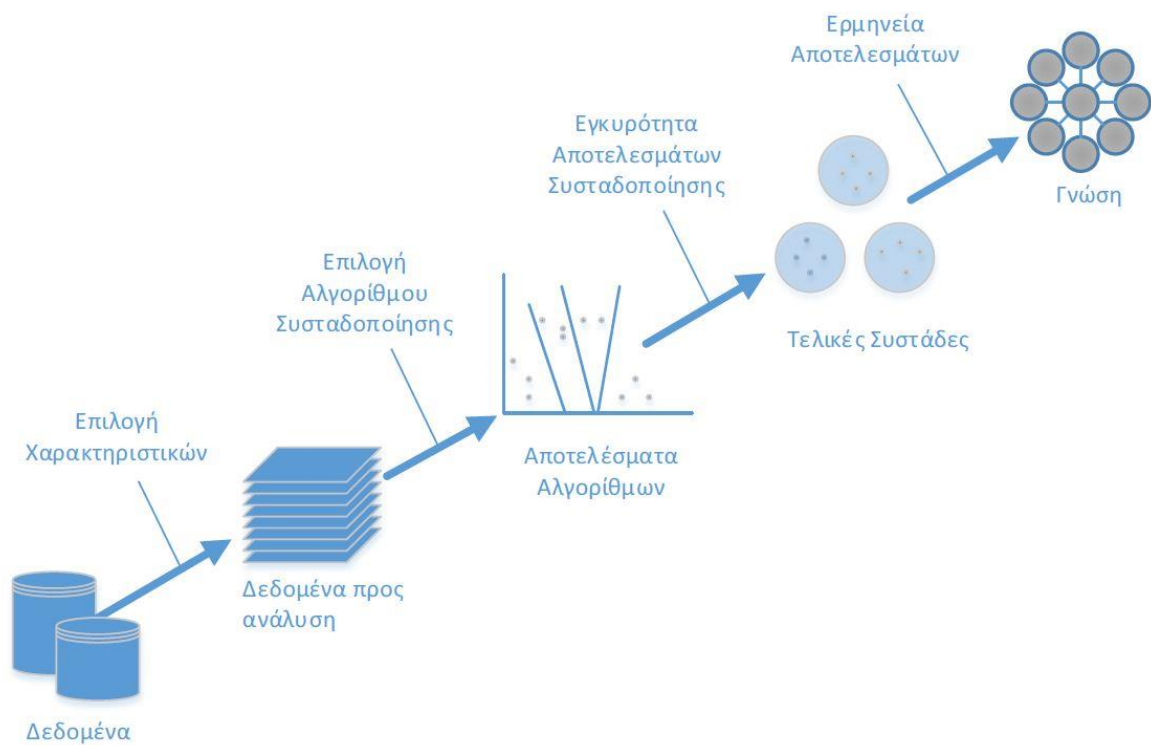 Ερμηνεία
Αποτελεσμάτων
Γνώση
Εγκυρότητα
Αποτελεσμάτων
Συσταδοποίησης
Τελικές Συστάδες
Επιλογή
Αλγορίθμου
Συσταδοποίησης
Αποτελέσματα
Αλγορίθμων
Επιλογή
Χαρακτηριστικών
Δεδομένα προς
ανάλυση
Δεδομένα